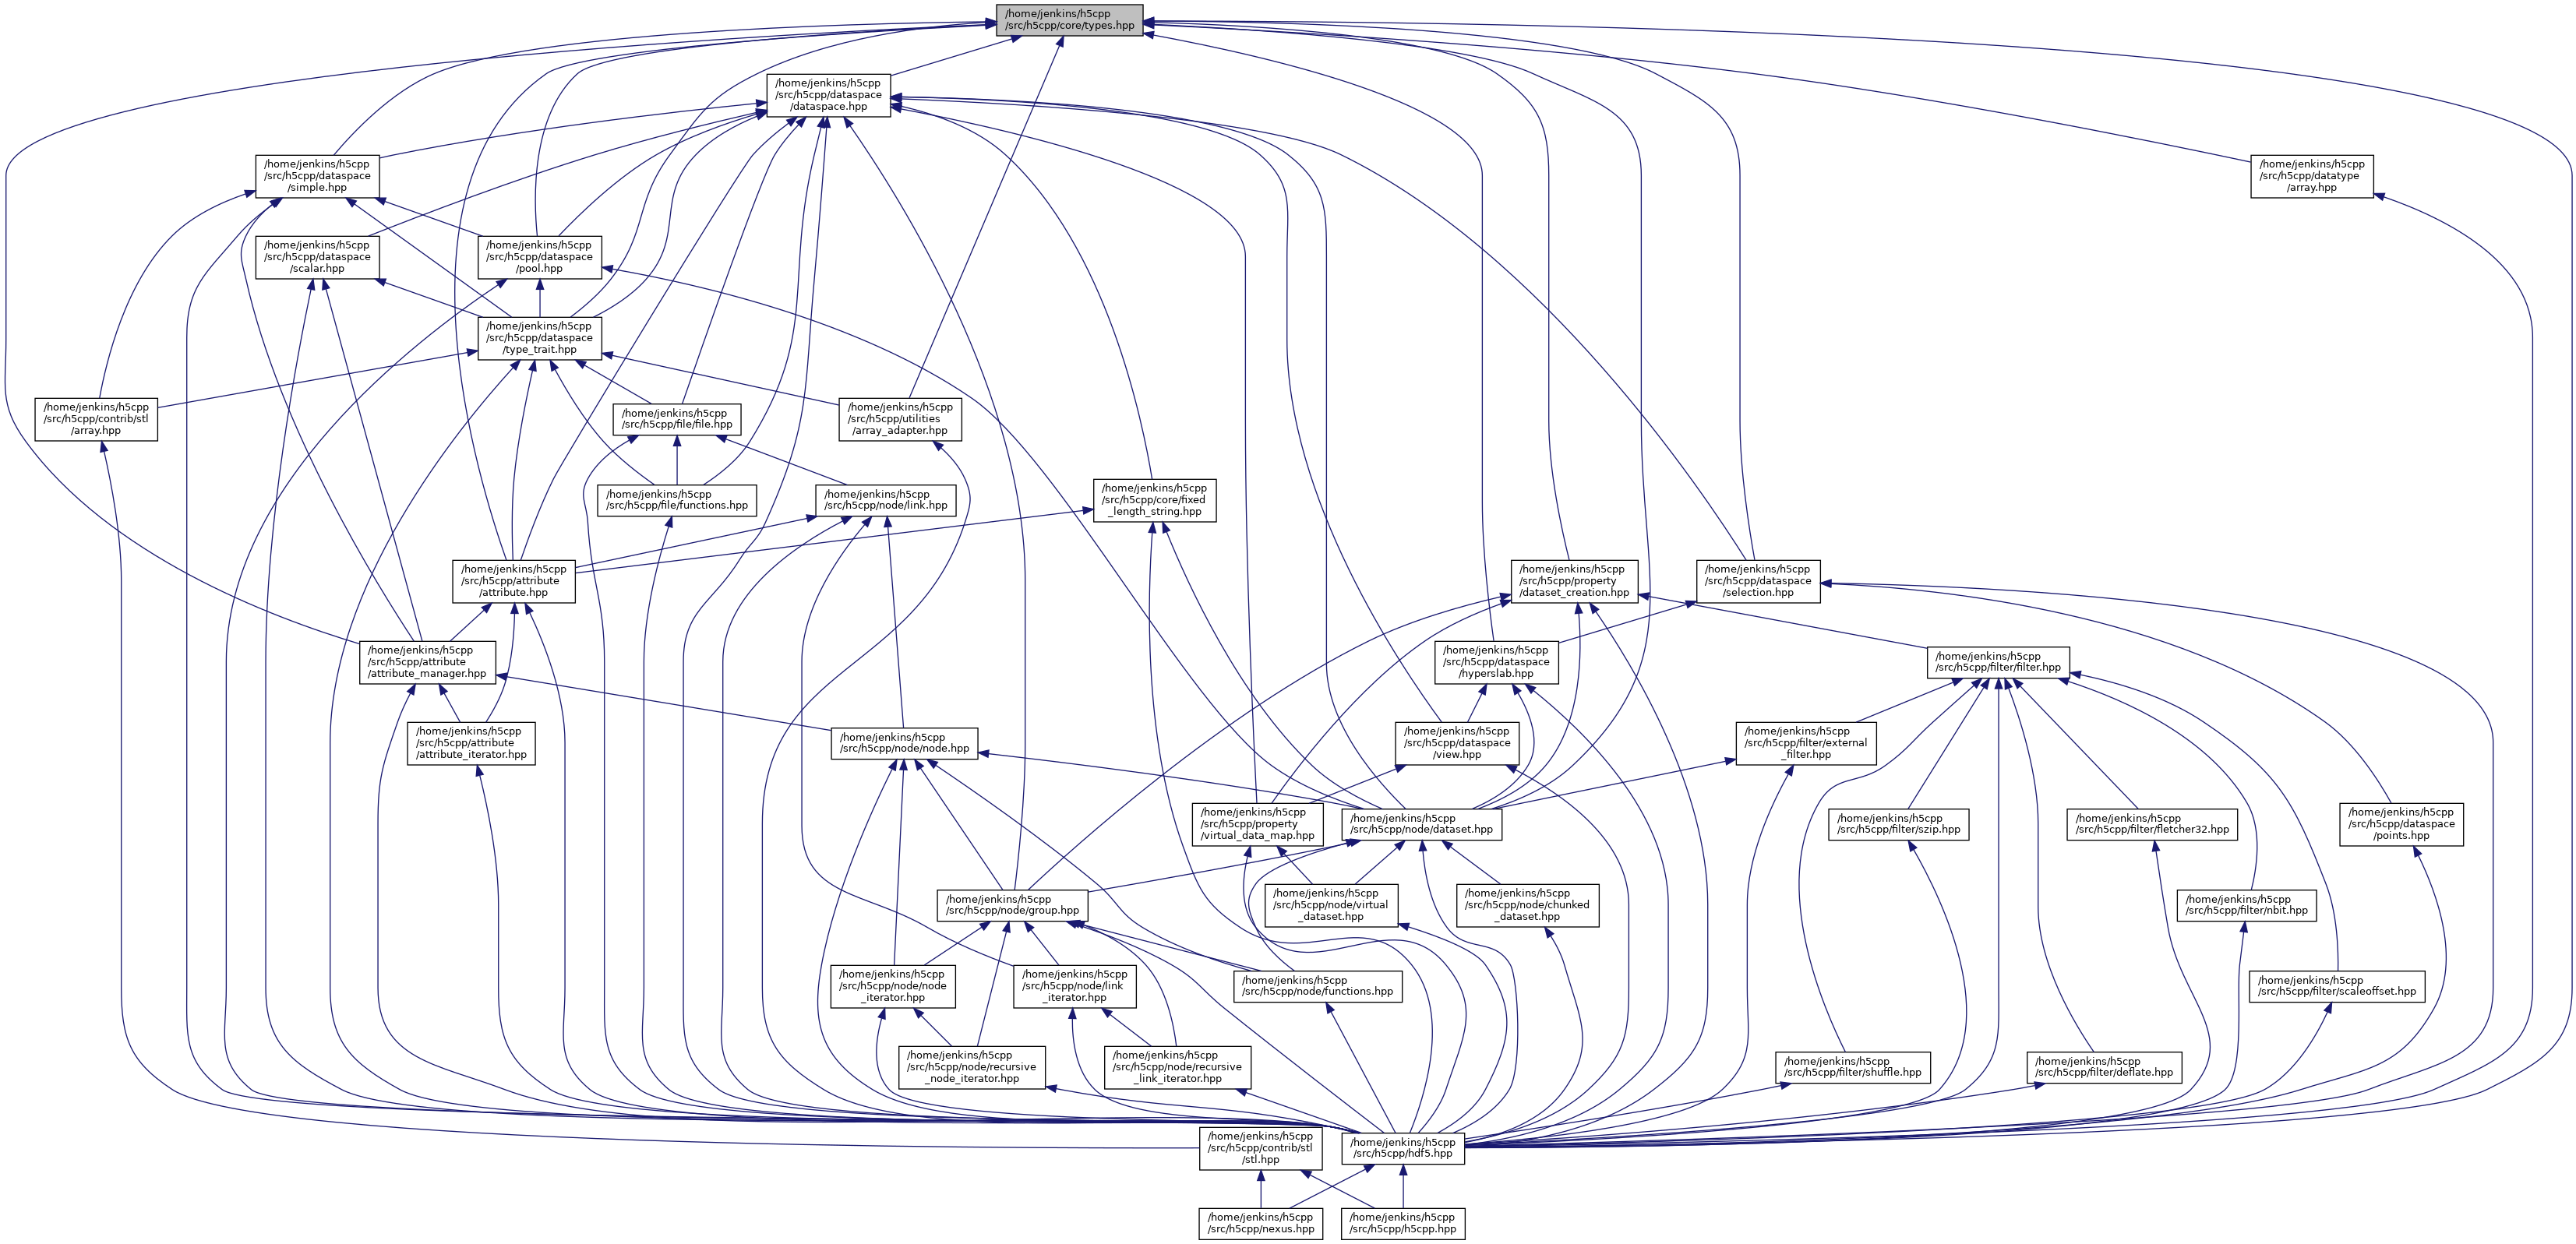 /home/jenkins/h5cpp
/src/h5cpp/core/types.hpp
/home/jenkins/h5cpp
/src/h5cpp/dataspace
/dataspace.hpp
/home/jenkins/h5cpp
/src/h5cpp/dataspace
/simple.hpp
/home/jenkins/h5cpp
/src/h5cpp/datatype
/array.hpp
/home/jenkins/h5cpp
/src/h5cpp/dataspace
/scalar.hpp
/home/jenkins/h5cpp
/src/h5cpp/dataspace
/pool.hpp
/home/jenkins/h5cpp
/src/h5cpp/dataspace
/type_trait.hpp
/home/jenkins/h5cpp
/src/h5cpp/contrib/stl
/array.hpp
/home/jenkins/h5cpp
/src/h5cpp/file/file.hpp
/home/jenkins/h5cpp
/src/h5cpp/utilities
/array_adapter.hpp
/home/jenkins/h5cpp
/src/h5cpp/file/functions.hpp
/home/jenkins/h5cpp
/src/h5cpp/node/link.hpp
/home/jenkins/h5cpp
/src/h5cpp/core/fixed
_length_string.hpp
/home/jenkins/h5cpp
/src/h5cpp/attribute
/attribute.hpp
/home/jenkins/h5cpp
/src/h5cpp/property
/dataset_creation.hpp
/home/jenkins/h5cpp
/src/h5cpp/dataspace
/selection.hpp
/home/jenkins/h5cpp
/src/h5cpp/attribute
/attribute_manager.hpp
/home/jenkins/h5cpp
/src/h5cpp/dataspace
/hyperslab.hpp
/home/jenkins/h5cpp
/src/h5cpp/filter/filter.hpp
/home/jenkins/h5cpp
/src/h5cpp/attribute
/attribute_iterator.hpp
/home/jenkins/h5cpp
/src/h5cpp/node/node.hpp
/home/jenkins/h5cpp
/src/h5cpp/dataspace
/view.hpp
/home/jenkins/h5cpp
/src/h5cpp/filter/external
_filter.hpp
/home/jenkins/h5cpp
/src/h5cpp/property
/virtual_data_map.hpp
/home/jenkins/h5cpp
/src/h5cpp/node/dataset.hpp
/home/jenkins/h5cpp
/src/h5cpp/filter/szip.hpp
/home/jenkins/h5cpp
/src/h5cpp/filter/fletcher32.hpp
/home/jenkins/h5cpp
/src/h5cpp/dataspace
/points.hpp
/home/jenkins/h5cpp
/src/h5cpp/node/group.hpp
/home/jenkins/h5cpp
/src/h5cpp/node/virtual
_dataset.hpp
/home/jenkins/h5cpp
/src/h5cpp/node/chunked
_dataset.hpp
/home/jenkins/h5cpp
/src/h5cpp/filter/nbit.hpp
/home/jenkins/h5cpp
/src/h5cpp/node/node
_iterator.hpp
/home/jenkins/h5cpp
/src/h5cpp/node/link
_iterator.hpp
/home/jenkins/h5cpp
/src/h5cpp/node/functions.hpp
/home/jenkins/h5cpp
/src/h5cpp/filter/scaleoffset.hpp
/home/jenkins/h5cpp
/src/h5cpp/node/recursive
_node_iterator.hpp
/home/jenkins/h5cpp
/src/h5cpp/node/recursive
_link_iterator.hpp
/home/jenkins/h5cpp
/src/h5cpp/filter/shuffle.hpp
/home/jenkins/h5cpp
/src/h5cpp/filter/deflate.hpp
/home/jenkins/h5cpp
/src/h5cpp/contrib/stl
/stl.hpp
/home/jenkins/h5cpp
/src/h5cpp/hdf5.hpp
/home/jenkins/h5cpp
/src/h5cpp/nexus.hpp
/home/jenkins/h5cpp
/src/h5cpp/h5cpp.hpp